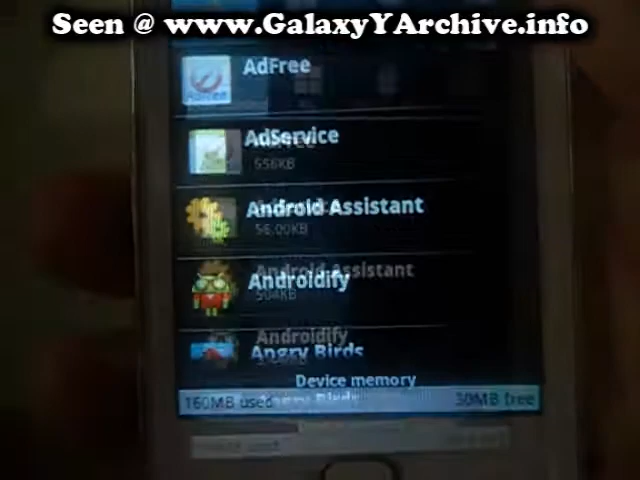 Seen @ www.GalaxyYArchive.info
AdFree
AdService
556KB
Android Assistant
56.00KB
Android Assistant
Androidify
504KB
Androidify
Angry Birds
Device memory
160MB used
30MB free